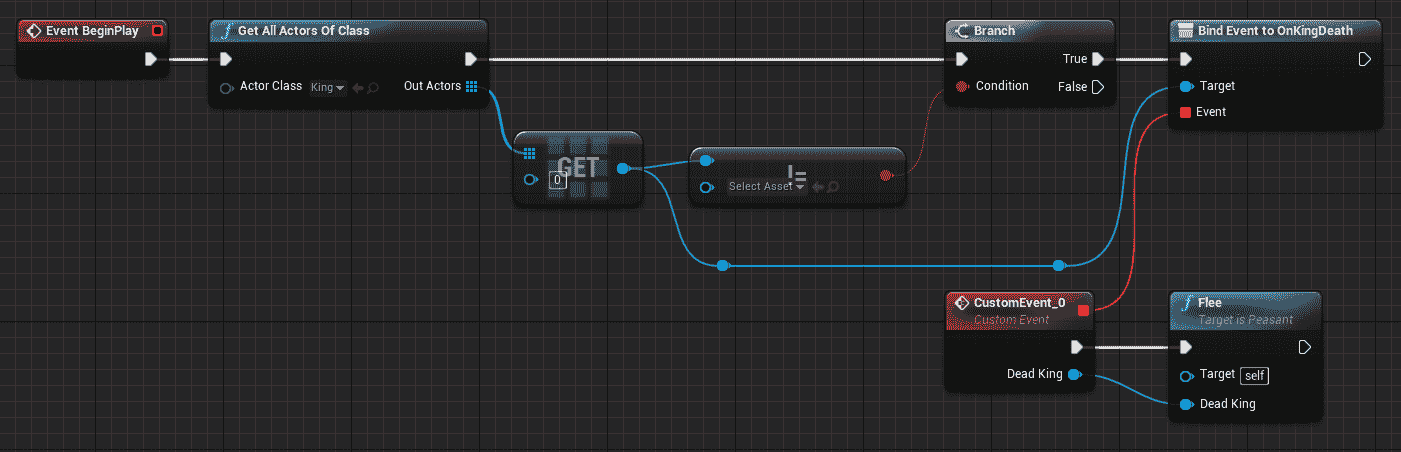 Event BeginPlay
Get All Actors Of Class
Actor Class King
Out Actors
GET
0
!=
Select Asset
Branch
True
Condition
False
Bind Event to OnKingDeath
Target
Event
CustomEvent_0
Custom Event
Dead King
Flee
Target is Peasant
Target self
Dead King